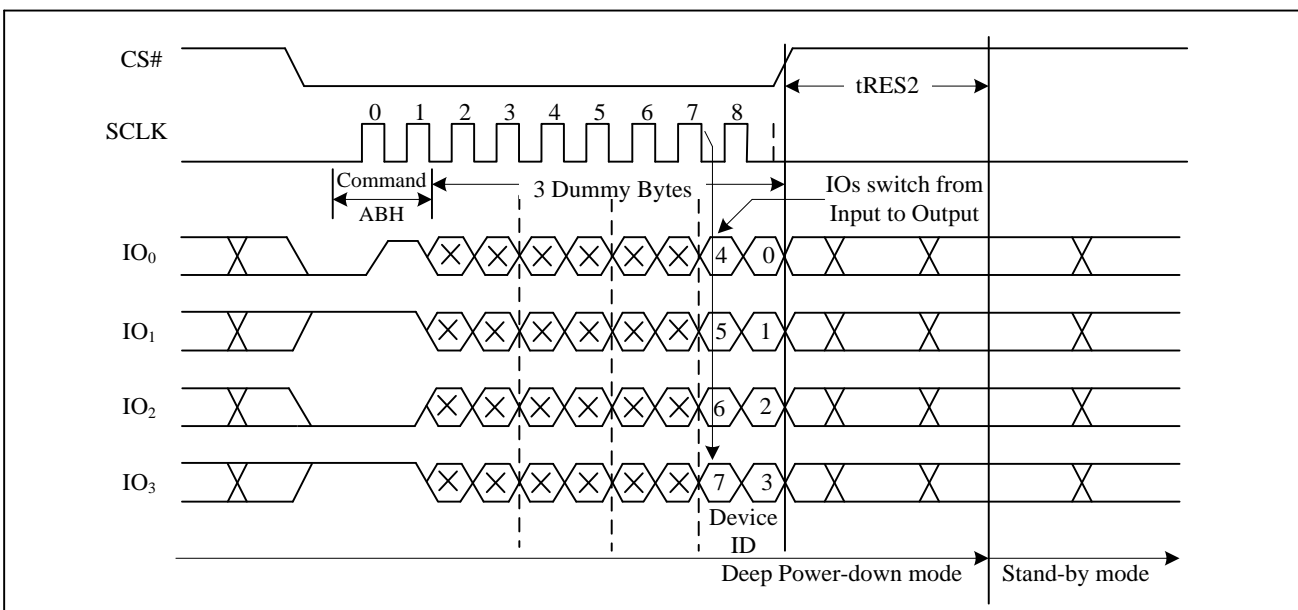 CS#
tRES2
0 1 2 3 4 5 6 7 8
SCLK
Command
ABH
3 Dummy Bytes
IOs switch from
Input to Output
IO₀
4 0
IO₁
5 1
IO₂
6 2
IO₃
7 3
Device
ID
Deep Power-down mode
Stand-by mode